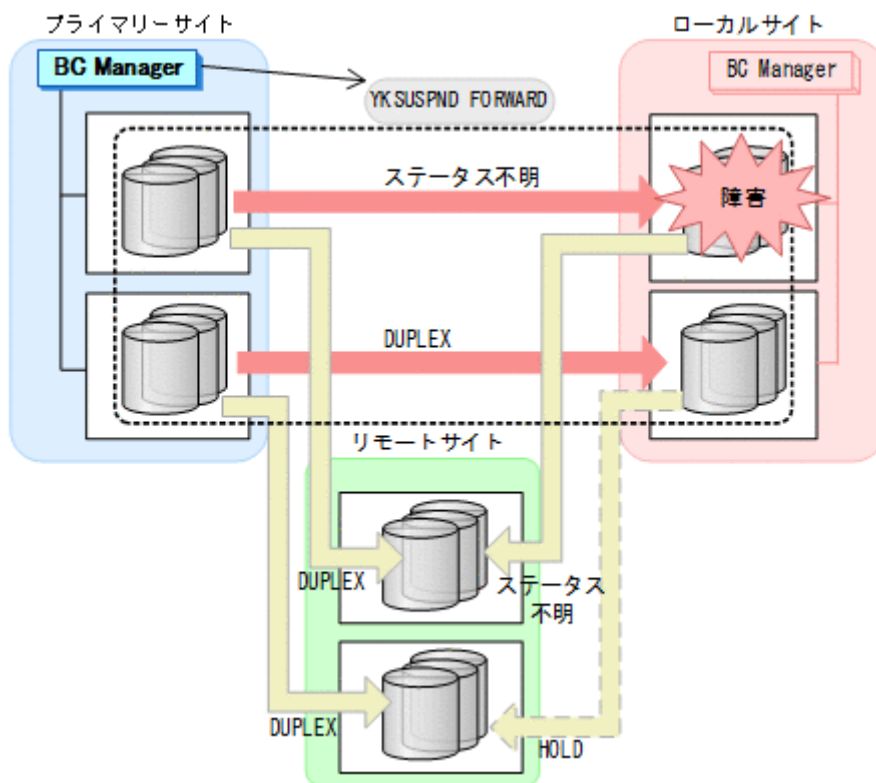 プライマリーサイト
ローカルサイト
BC Manager
BC Manager
YKSUSPND FORWARD
ステータス不明
障害
DUPLEX
リモートサイト
DUPLEX
ステータス
不明
DUPLEX
HOLD